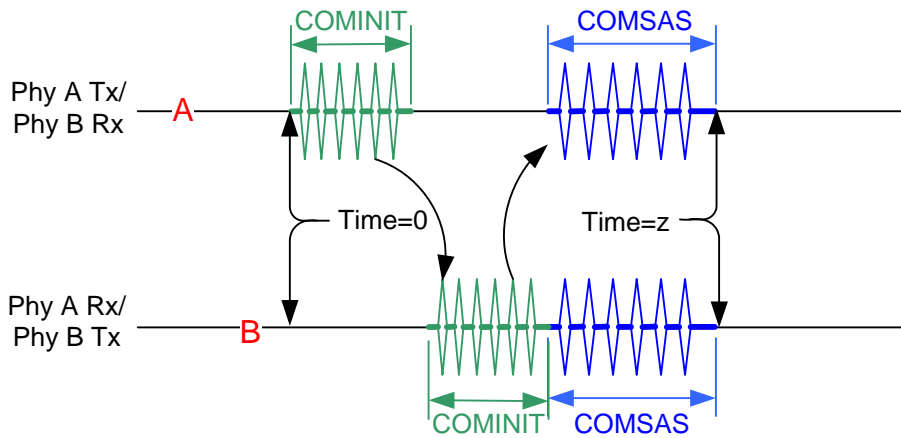 COMINIT
COMSAS
Phy A Tx/
Phy B Rx
A
Time=0
Time=z
Phy A Rx/
Phy B Tx
B
COMINIT
COMSAS